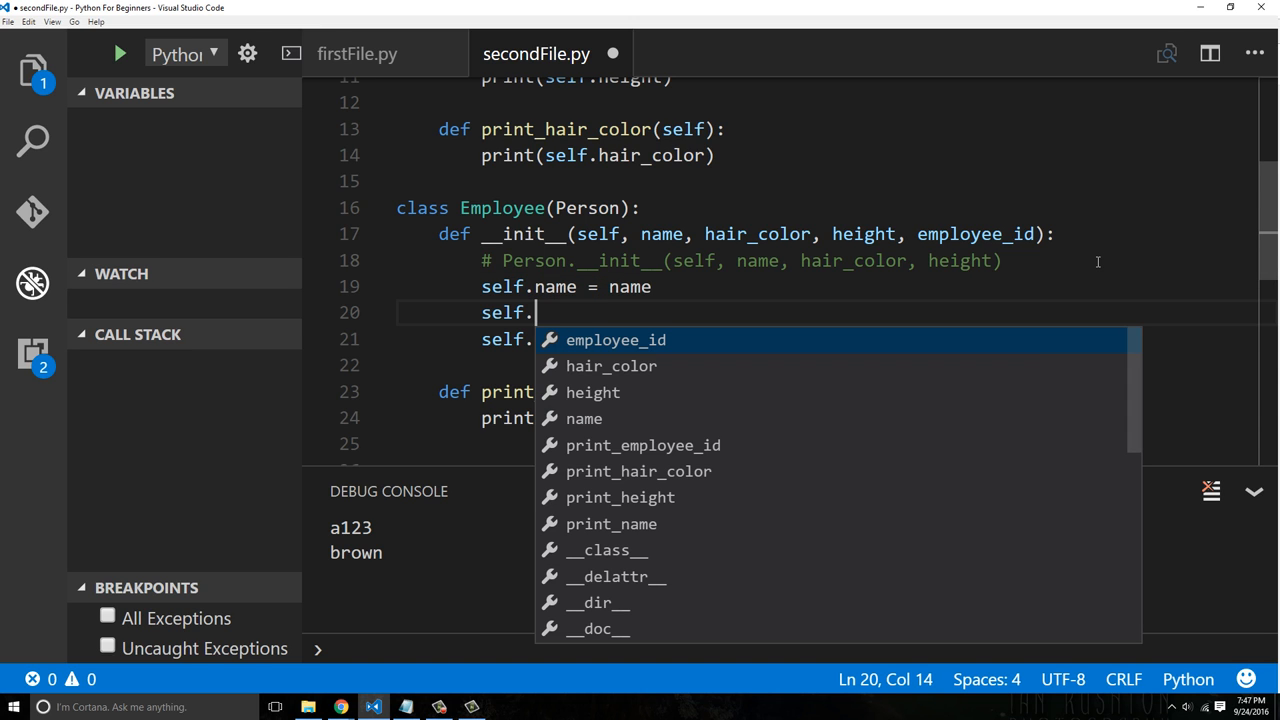 ● secondFile.py - Python For Beginners - Visual Studio Code
File Edit View Go Help
Pythor
firstFile.py
secondFile.py
1
VARIABLES
WATCH
CALL STACK
2
BREAKPOINTS
All Exceptions
Uncaught Exceptions
11 print(self.height)
12
13 def print_hair_color(self):
14 print(self.hair_color)
15
16 class Employee(Person):
17 def __init__(self, name, hair_color, height, employee_id):
18 # Person.__init__(self, name, hair_color, height)
19 self.name = name
20 self.
21 self.
22
23 def print
24 print
25
employee_id
hair_color
height
name
print_employee_id
print_hair_color
print_height
print_name
__class__
__delattr__
__dir__
__doc__
DEBUG CONSOLE
a123
brown
0 0
Ln 20, Col 14 Spaces: 4 UTF-8 CRLF Python
I'm Cortana. Ask me anything.
7:47 PM
9/24/2016